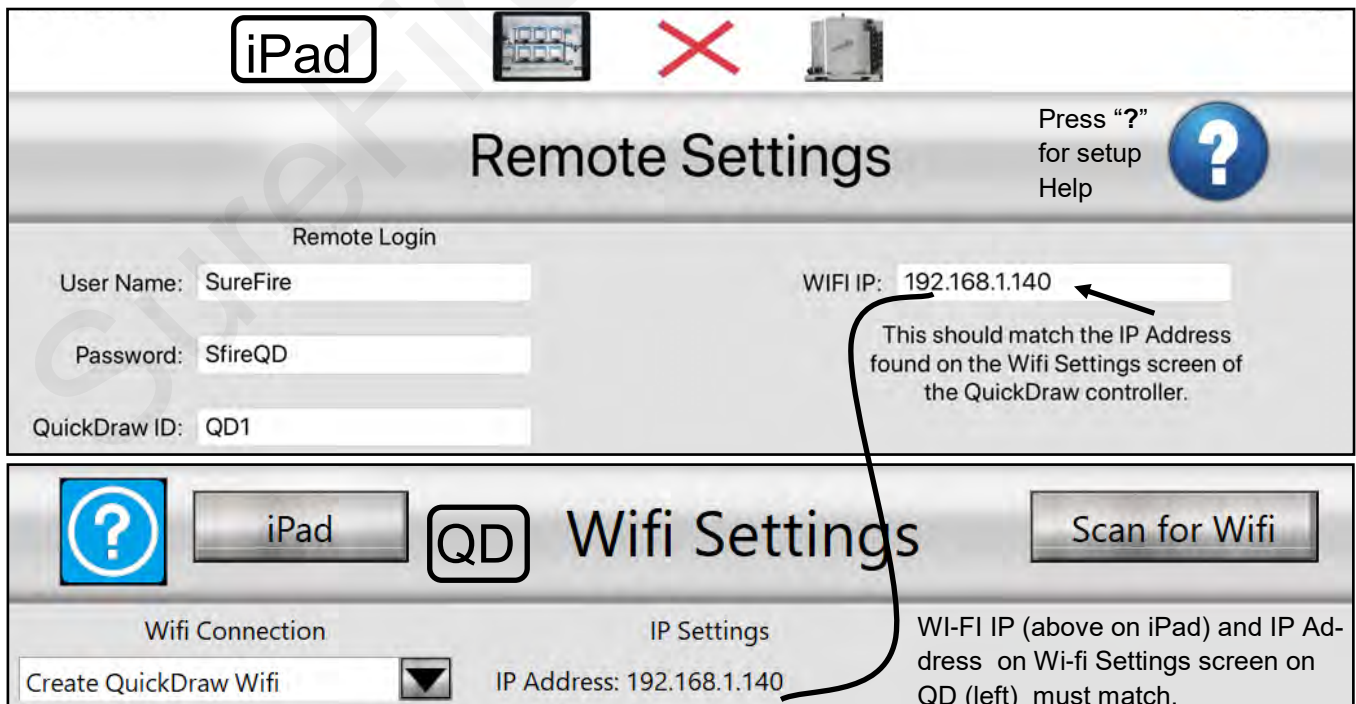 iPad
Remote Settings
Press “?”
for setup
Help
?
Remote Login
User Name: SureFire
WIFI IP: 192.168.1.140
This should match the IP Address
found on the Wifi Settings screen of
the QuickDraw controller.
Password: SfireQD
QuickDraw ID: QD1
?
iPad
QD
Wifi Settings
Scan for Wifi
Wifi Connection
IP Settings
Create QuickDraw Wifi
IP Address: 192.168.1.140
WI-FI IP (above on iPad) and IP Ad-
dress on Wi-fi Settings screen on
QD (left) must match.
SureFir